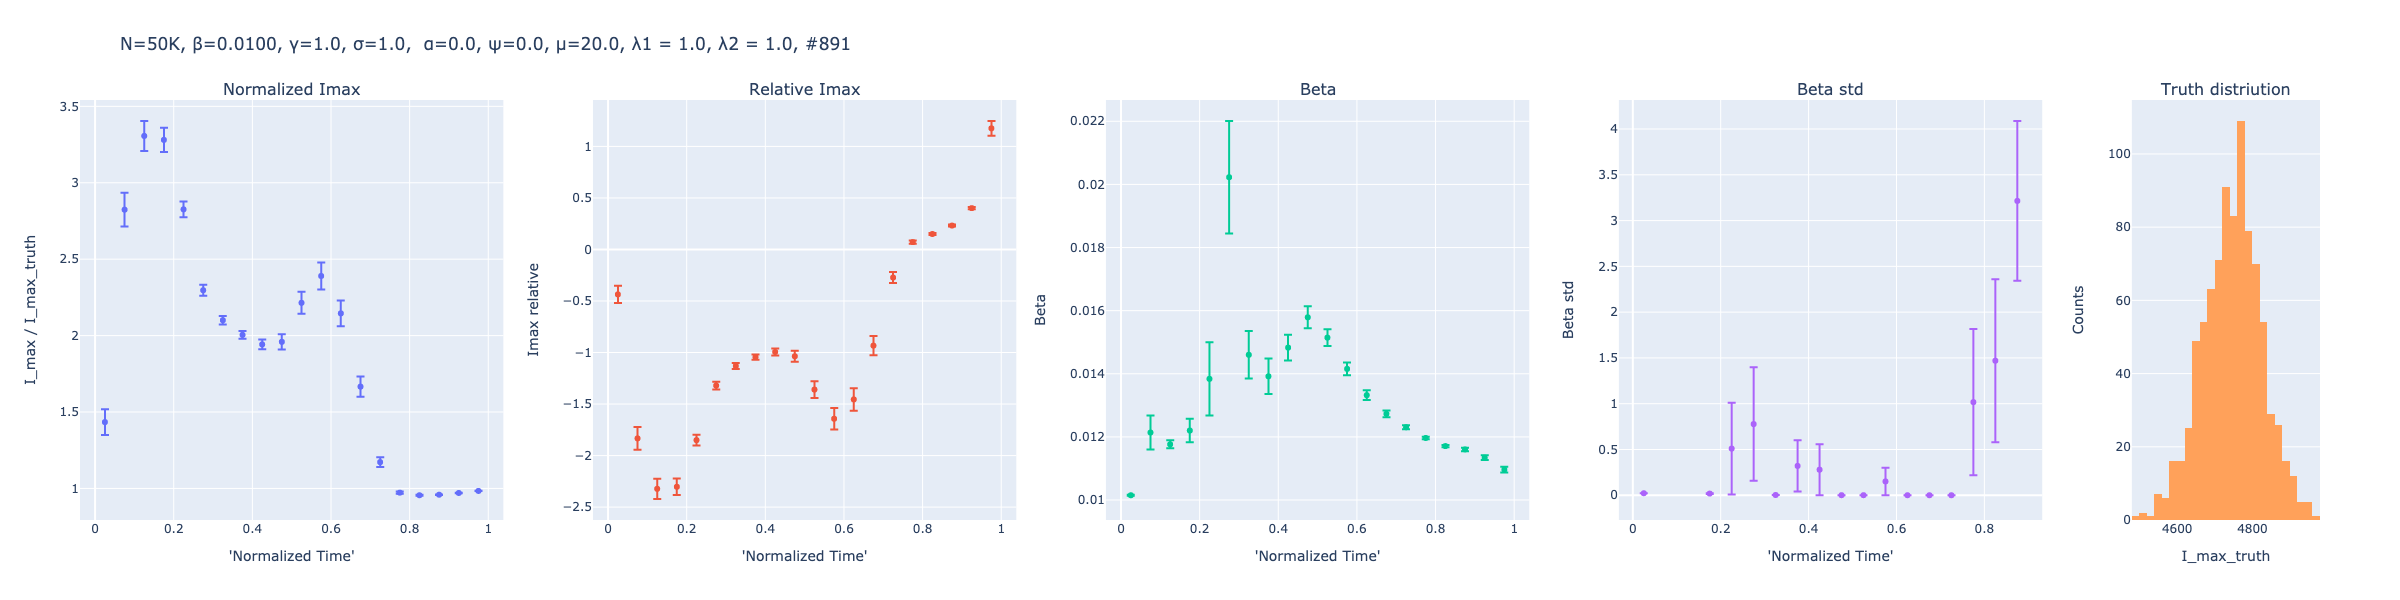 N=50K, β=0.0100, γ=1.0, σ=1.0,  α=0.0, ψ=0.0, μ=20.0, λ1 = 1.0, λ2 = 1.0, #891
Normalized Imax
I_max / I_max_truth
3.5
3
2.5
2
1.5
1
0 0.2 0.4 0.6 0.8 1
'Normalized Time'
Relative Imax
Imax relative
1
0.5
0
−0.5
−1
−1.5
−2
−2.5
0 0.2 0.4 0.6 0.8 1
'Normalized Time'
Beta
Beta
0.022
0.02
0.018
0.016
0.014
0.012
0.01
0 0.2 0.4 0.6 0.8 1
'Normalized Time'
Beta std
Beta std
4
3.5
3
2.5
2
1.5
1
0.5
0
0 0.2 0.4 0.6 0.8
'Normalized Time'
Truth distriution
Counts
100
80
60
40
20
0
4600 4800
I_max_truth